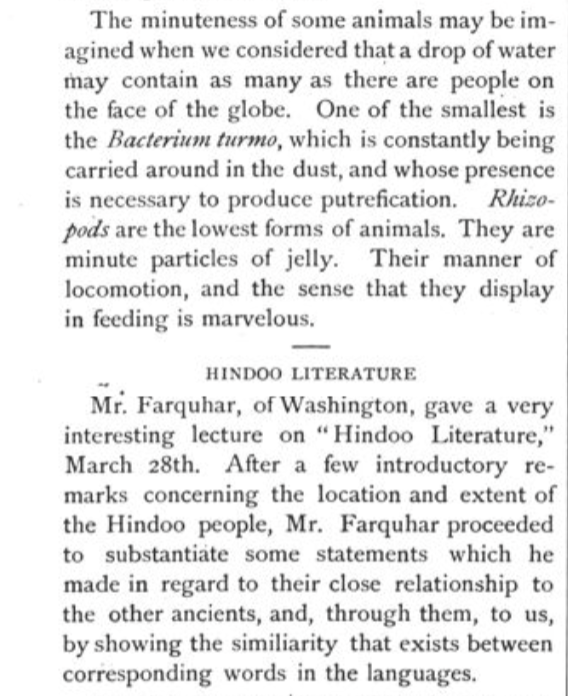 The minuteness of some animals may be im-
agined when we considered that a drop of water
may contain as many as there are people on
the face of the globe. One of the smallest is
the Bacterium turmo, which is constantly being
carried around in the dust, and whose presence
is necessary to produce putrefication. Rhizo-
pods are the lowest forms of animals. They are
minute particles of jelly. Their manner of
locomotion, and the sense that they display
in feeding is marvelous.
HINDOO LITERATURE
Mr. Farquhar, of Washington, gave a very
interesting lecture on "Hindoo Literature,"
March 28th. After a few introductory re-
marks concerning the location and extent of
the Hindoo people, Mr. Farquhar proceeded
to substantiate some statements which he
made in regard to their close relationship to
the other ancients, and, through them, to us,
by showing the similiarity that exists between
corresponding words in the languages.